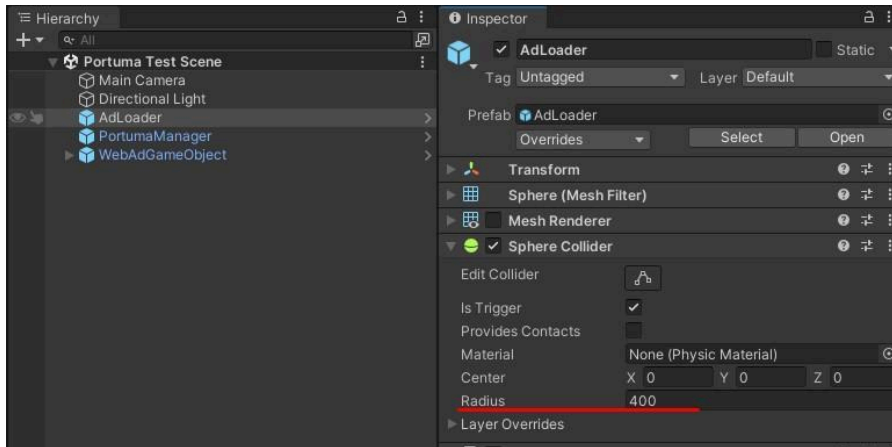 Hierarchy
All
Portuma Test Scene
Main Camera
Directional Light
AdLoader
PortumaManager
WebAdGameObject
Inspector
AdLoader
Static
Tag Untagged Layer Default
Prefab AdLoader
Overrides Select Open
Transform
Sphere (Mesh Filter)
Mesh Renderer
Sphere Collider
Edit Collider
Is Trigger
Provides Contacts
Material None (Physic Material)
Center X 0 Y 0 Z 0
Radius 400
Layer Overrides